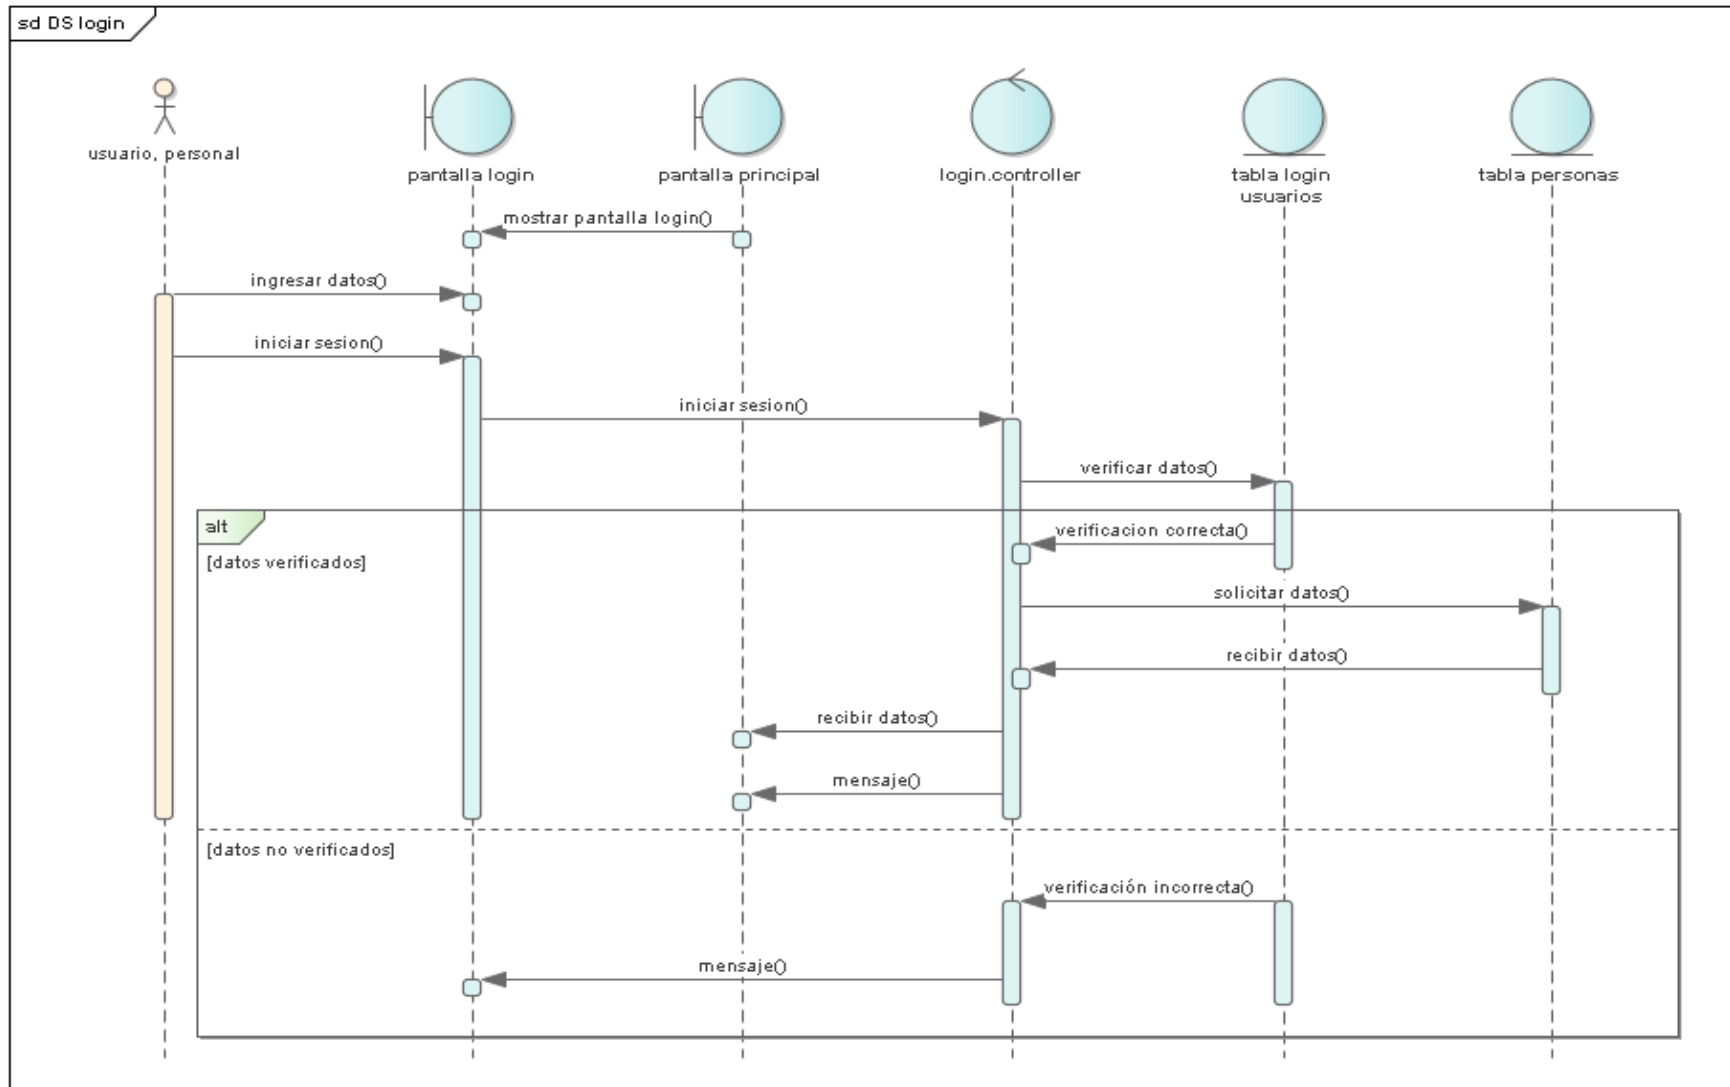 sd DS login
usuario, personal
pantalla login
pantalla principal
login.controller
tabla login
usuarios
tabla personas
mostrar pantalla login()
ingresar datos()
iniciar sesion()
iniciar sesion()
verificar datos()
alt
verificacion correcta()
[datos verificados]
solicitar datos()
recibir datos()
recibir datos()
mensaje()
[datos no verificados]
verificación incorrecta()
mensaje()